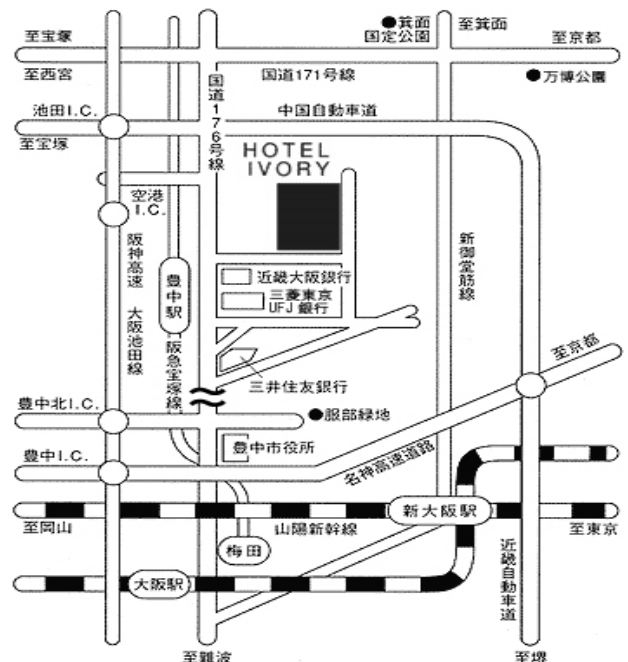 至宝塚
●箕面
国定公園
至箕面
至京都
至西宮
国道171号線
●万博公園
国道176号線
池田I.C.
中国自動車道
至宝塚
HOTEL
IVORY
空港
I.C.
阪神高速 大阪池田線
豊中駅
阪急宝塚線
新御堂筋線
近畿大阪銀行
三菱東京
UFJ銀行
至京都
三井住友銀行
豊中北I.C.
●服部緑地
豊中市役所
豊中I.C.
名神高速道路
新大阪駅
至岡山
山陽新幹線
至東京
梅田
近畿自動車道
大阪駅
至難波
至堺